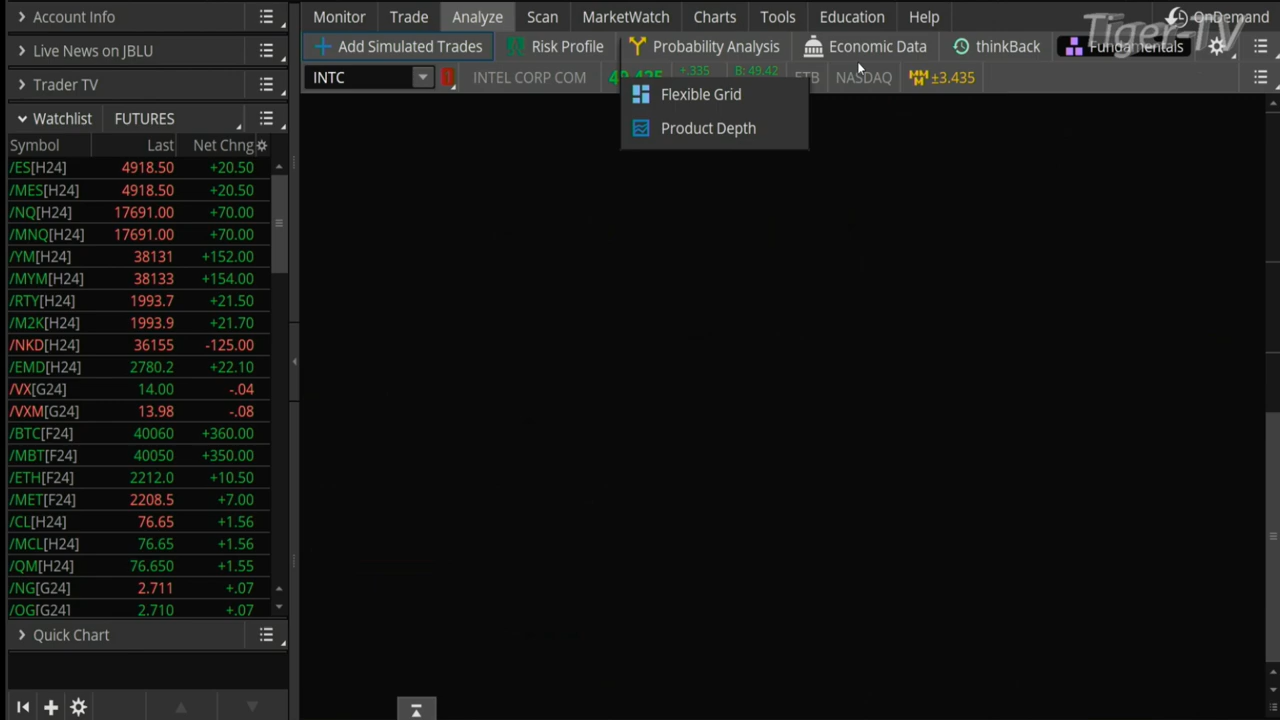 Account Info
Monitor Trade Analyze Scan MarketWatch Charts Tools Education Help OnDemand
Tiger-TV
Live News on JBLU
Add Simulated Trades Risk Profile Probability Analysis Economic Data thinkBack Fundamentals
Trader TV
INTC 1 INTEL CORP COM 49.425 +.335 B: 49.42 ETB NASDAQ ±3.435
Flexible Grid
Product Depth
Watchlist FUTURES
Symbol Last Net Chng
/ES[H24] 4918.50 +20.50
/MES[H24] 4918.50 +20.50
/NQ[H24] 17691.00 +70.00
/MNQ[H24] 17691.00 +70.00
/YM[H24] 38131 +152.00
/MYM[H24] 38133 +154.00
/RTY[H24] 1993.7 +21.50
/M2K[H24] 1993.9 +21.70
/NKD[H24] 36155 -125.00
/EMD[H24] 2780.2 +22.10
/VX[G24] 14.00 -.04
/VXM[G24] 13.98 -.08
/BTC[F24] 40060 +360.00
/MBT[F24] 40050 +350.00
/ETH[F24] 2212.0 +10.50
/MET[F24] 2208.5 +7.00
/CL[H24] 76.65 +1.56
/MCL[H24] 76.65 +1.56
/QM[H24] 76.650 +1.55
/NG[G24] 2.711 +.07
/QG[G24] 2.710 +.07
Quick Chart